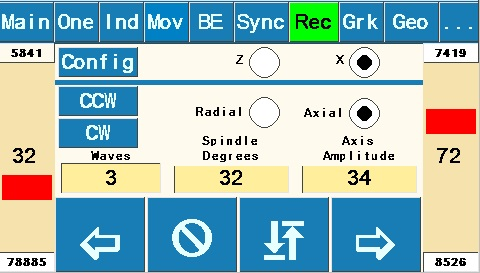 Main One Ind Mov BE Sync Rec Grk Geo ...
5841 Config Z X 7419
CCW
Radial Axial
CW
Spindle Axis
Waves Degrees Amplitude
32 72
3 32 34
78885 8526